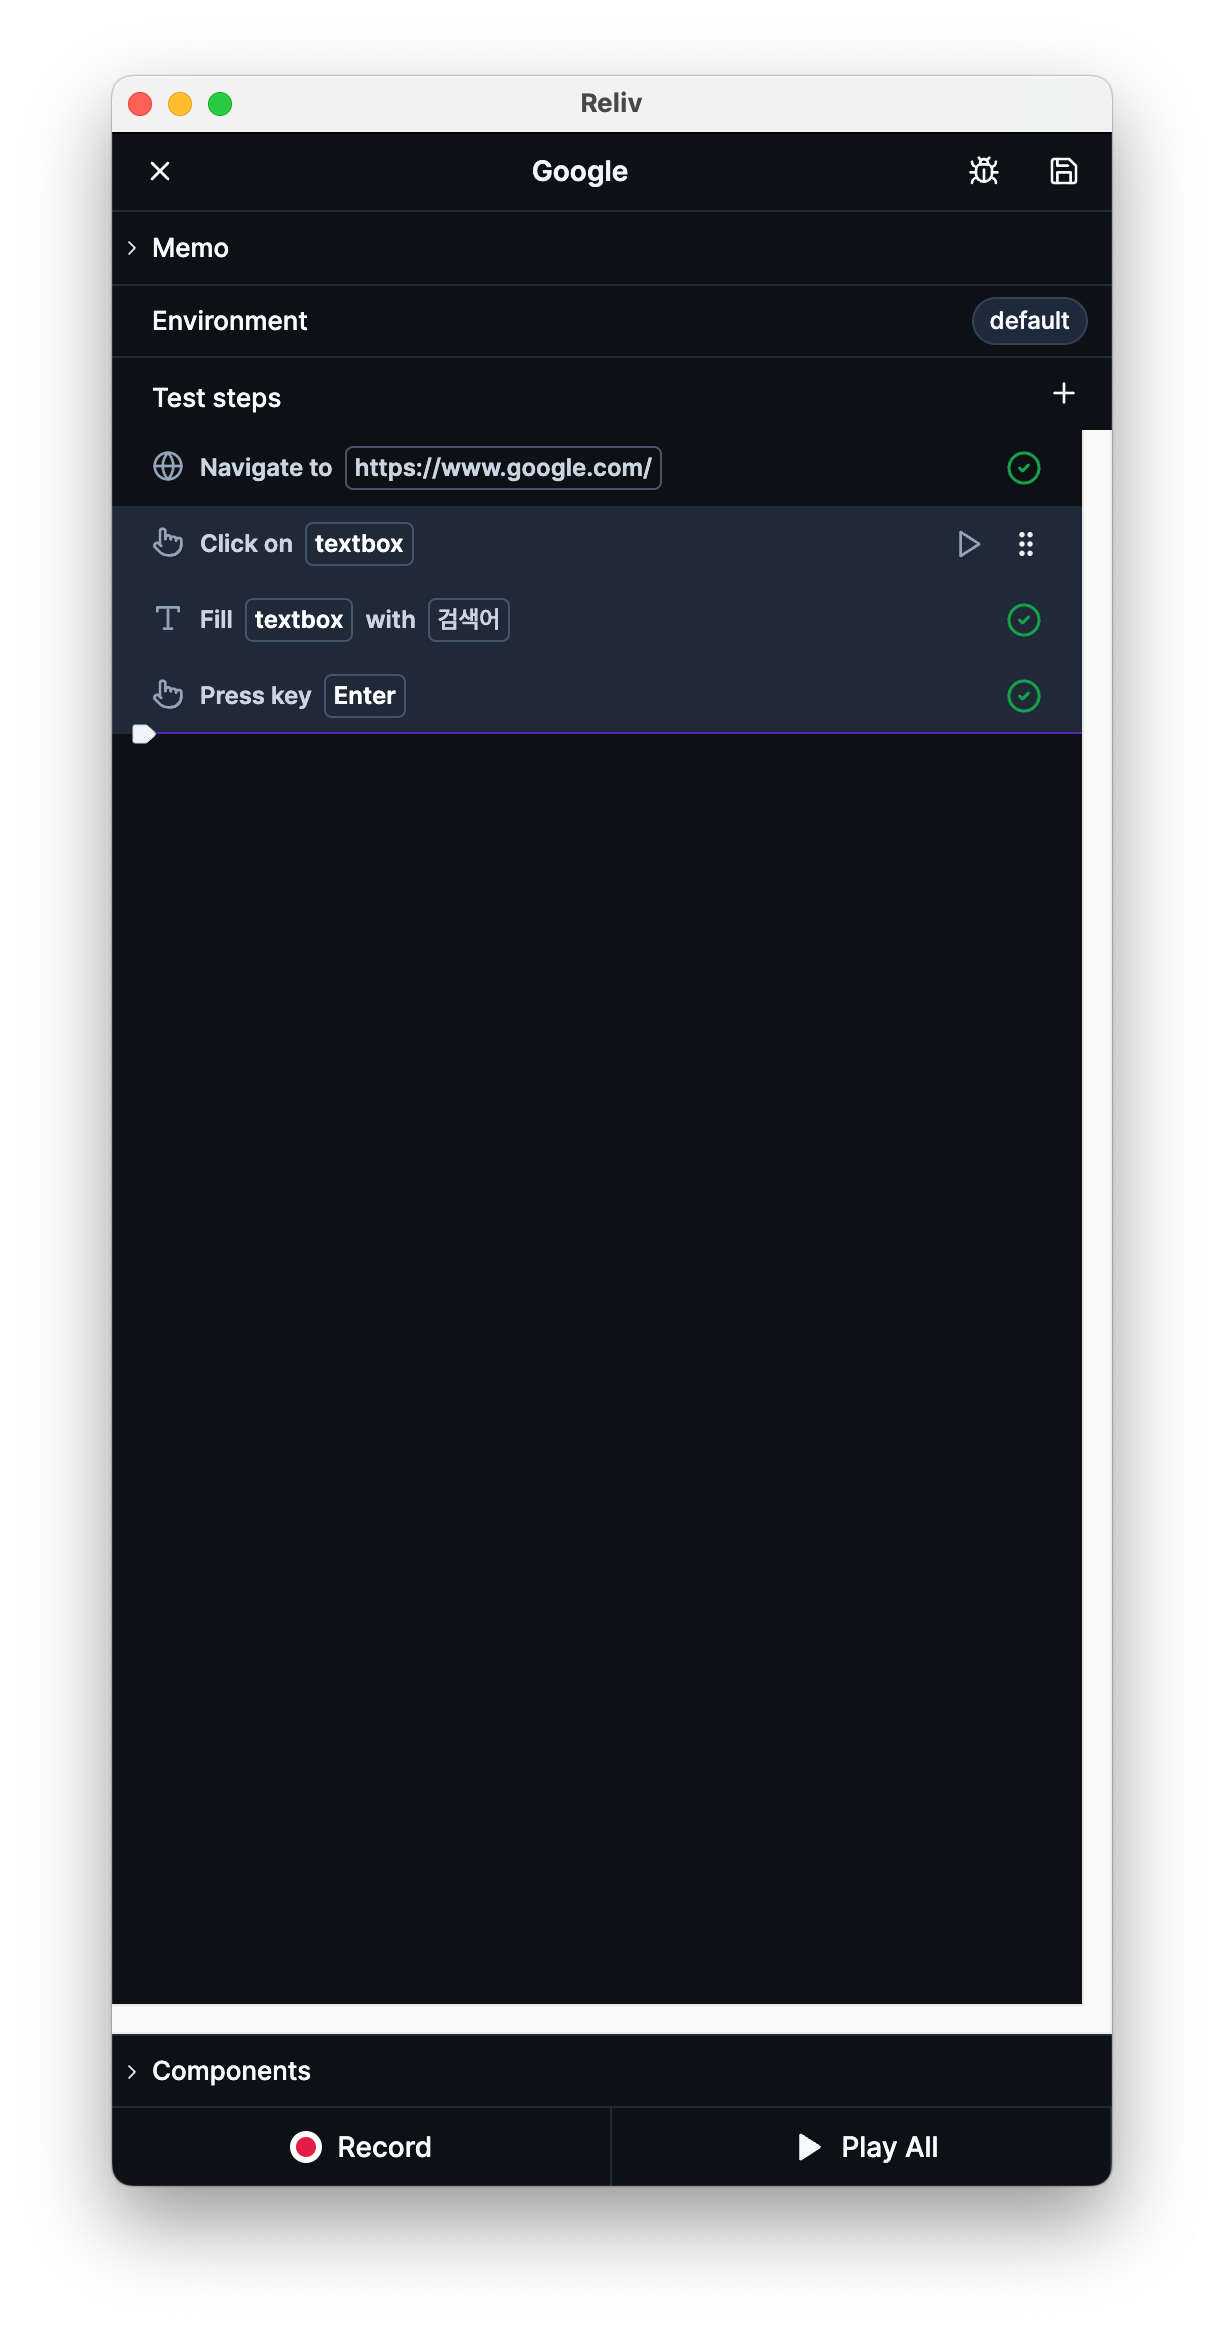 Reliv
Google
Memo
Environment default
Test steps
Navigate to https://www.google.com/
Click on textbox
Fill textbox with 검색어
Press key Enter
Components
Record Play All